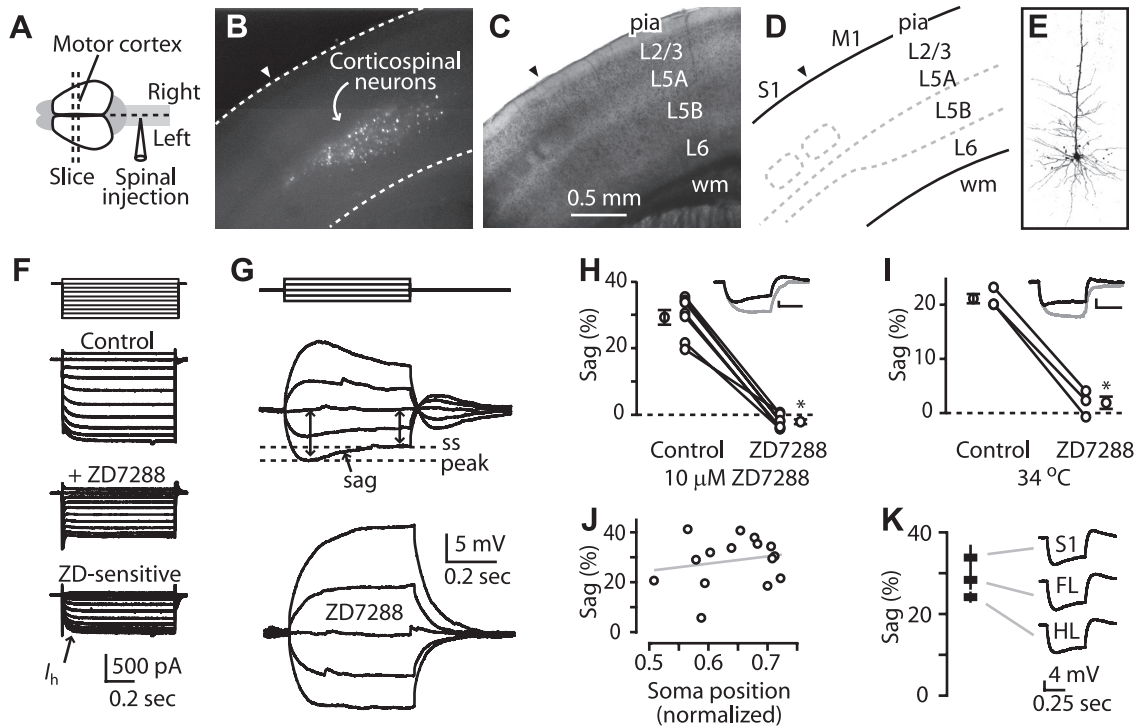 A
Motor cortex
Right
Left
Slice
Spinal
injection
B
Corticospinal
neurons
C
pia
L2/3
L5A
L5B
L6
wm
0.5 mm
D
S1
M1
pia
L2/3
L5A
L5B
L6
wm
E
F
Control
+ ZD7288
ZD-sensitive
Ih
500 pA
0.2 sec
G
ss
peak
sag
5 mV
0.2 sec
ZD7288
H
Sag (%)
40
20
0
*
Control ZD7288
10 μM ZD7288
I
Sag (%)
20
10
0
*
Control ZD7288
34 °C
J
Sag (%)
40
20
0
0.5 0.6 0.7
Soma position
(normalized)
K
Sag (%)
40
20
0
S1
FL
HL
4 mV
0.25 sec